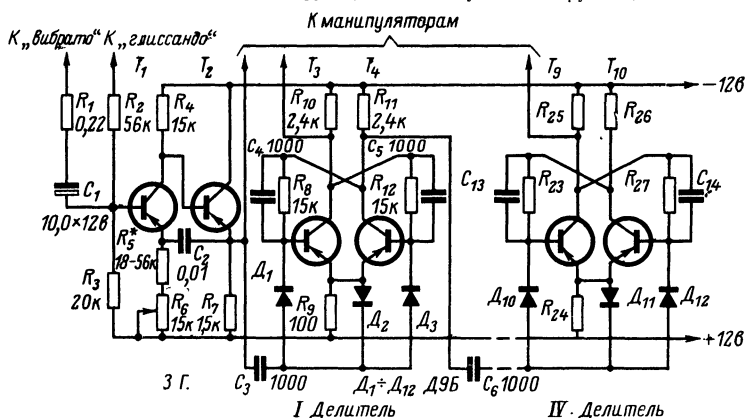 К манипуляторам
К „вибрато“ К „глиссандо“
T1 T2 T3 T4 T9 T10
−12в
R1 0,22
R2 56к
R4 15к
R10 2,4к
R11 2,4к
R25
R26
C4 1000
C5 1000
C1 10,0×12в
R8 15к
R12 15к
C13
R23
R27
C14
R5* 18-56к
C2 0,01
R3 20к
R6 15к
R7 1,5к
Д1
R9 100
Д2
Д3
Д10
R24
Д11
Д12
+12в
3 Г.
C3 1000
Д1÷Д12 Д9Б
C6 1000
I Делитель
IV. Делитель